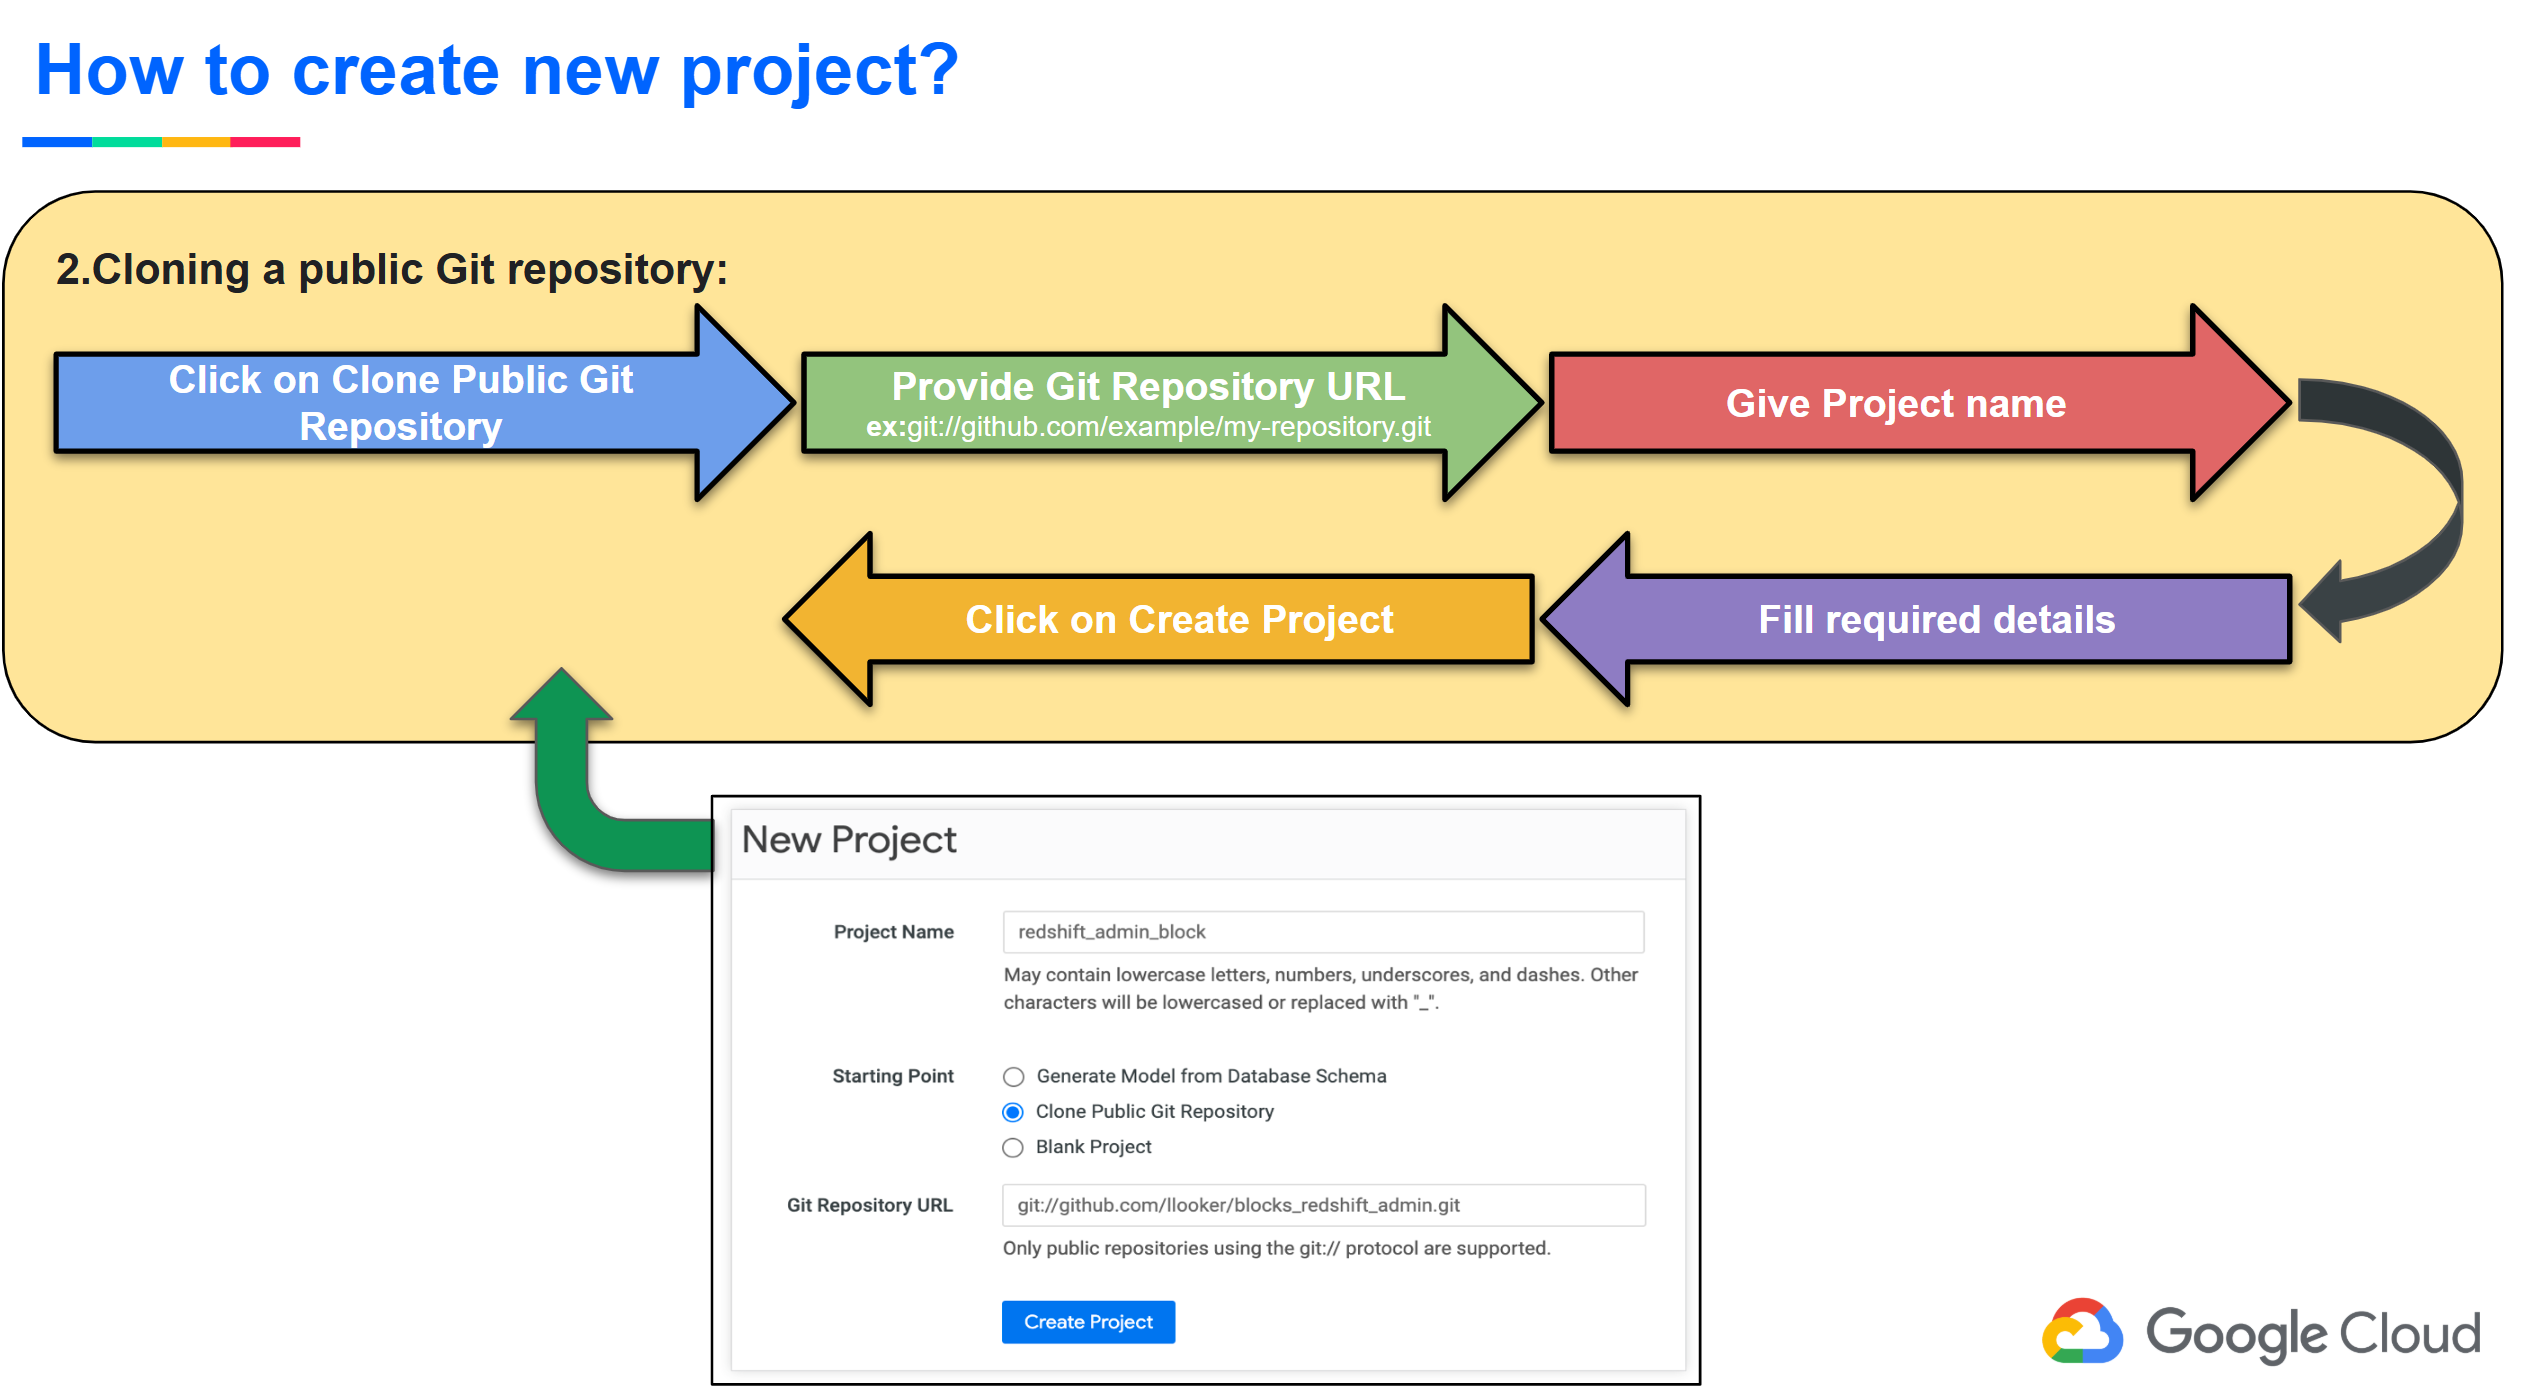 How to create new project?
2.Cloning a public Git repository:
Click on Clone Public Git
Repository
Provide Git Repository URL
ex:git://github.com/example/my-repository.git
Give Project name
Fill required details
Click on Create Project
New Project
Project Name
redshift_admin_block
May contain lowercase letters, numbers, underscores, and dashes. Other
characters will be lowercased or replaced with "_".
Starting Point
Generate Model from Database Schema
Clone Public Git Repository
Blank Project
Git Repository URL
git://github.com/llooker/blocks_redshift_admin.git
Only public repositories using the git:// protocol are supported.
Create Project
Google Cloud